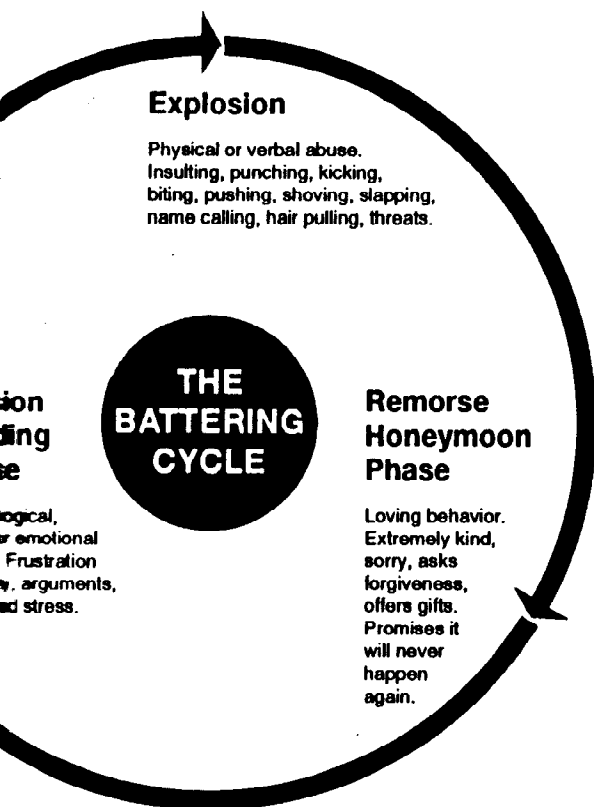 Explosion
Physical or verbal abuse.
Insulting, punching, kicking,
biting, pushing, shoving, slapping,
name calling, hair pulling, threats.
THE
BATTERING
CYCLE
emotional
Frustration
arguments,
stress.
Remorse
Honeymoon
Phase
Loving behavior.
Extremely kind,
sorry, asks
forgiveness,
offers gifts.
Promises it
will never
happen
again.